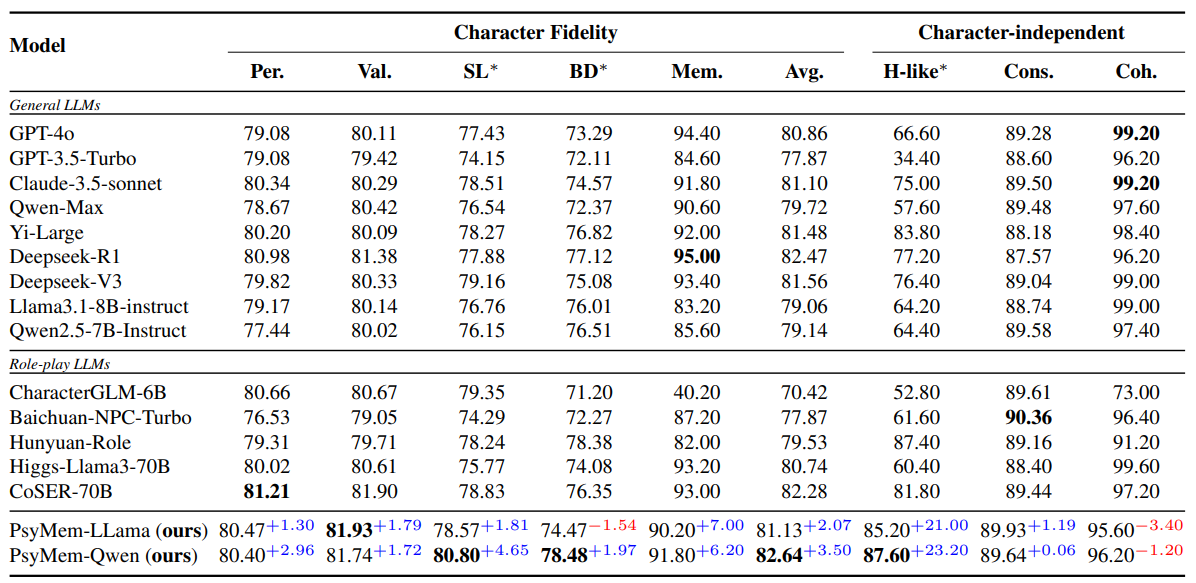 Model Character Fidelity Character-independent
Per. Val. SL* BD* Mem. Avg. H-like* Cons. Coh.
General LLMs
GPT-4o 79.08 80.11 77.43 73.29 94.40 80.86 66.60 89.28 99.20
GPT-3.5-Turbo 79.08 79.42 74.15 72.11 84.60 77.87 34.40 88.60 96.20
Claude-3.5-sonnet 80.34 80.29 78.51 74.57 91.80 81.10 75.00 89.50 99.20
Qwen-Max 78.67 80.42 76.54 72.37 90.60 79.72 57.60 89.48 97.60
Yi-Large 80.20 80.09 78.27 76.82 92.00 81.48 83.80 88.18 98.40
Deepseek-R1 80.98 81.38 77.88 77.12 95.00 82.47 77.20 87.57 96.20
Deepseek-V3 79.82 80.33 79.16 75.08 93.40 81.56 76.40 89.04 99.00
Llama3.1-8B-instruct 79.17 80.14 76.76 76.01 83.20 79.06 64.20 88.74 99.00
Qwen2.5-7B-Instruct 77.44 80.02 76.15 76.51 85.60 79.14 64.40 89.58 97.40
Role-play LLMs
CharacterGLM-6B 80.66 80.67 79.35 71.20 40.20 70.42 52.80 89.61 73.00
Baichuan-NPC-Turbo 76.53 79.05 74.29 72.27 87.20 77.87 61.60 90.36 96.40
Hunyuan-Role 79.31 79.71 78.24 78.38 82.00 79.53 87.40 89.16 91.20
Higgs-Llama3-70B 80.02 80.61 75.77 74.08 93.20 80.74 60.40 88.40 99.60
CoSER-70B 81.21 81.90 78.83 76.35 93.00 82.28 81.80 89.44 97.20
PsyMem-LLama (ours) 80.47+1.30 81.93+1.79 78.57+1.81 74.47−1.54 90.20+7.00 81.13+2.07 85.20+21.00 89.93+1.19 95.60−3.40
PsyMem-Qwen (ours) 80.40+2.96 81.74+1.72 80.80+4.65 78.48+1.97 91.80+6.20 82.64+3.50 87.60+23.20 89.64+0.06 96.20−1.20